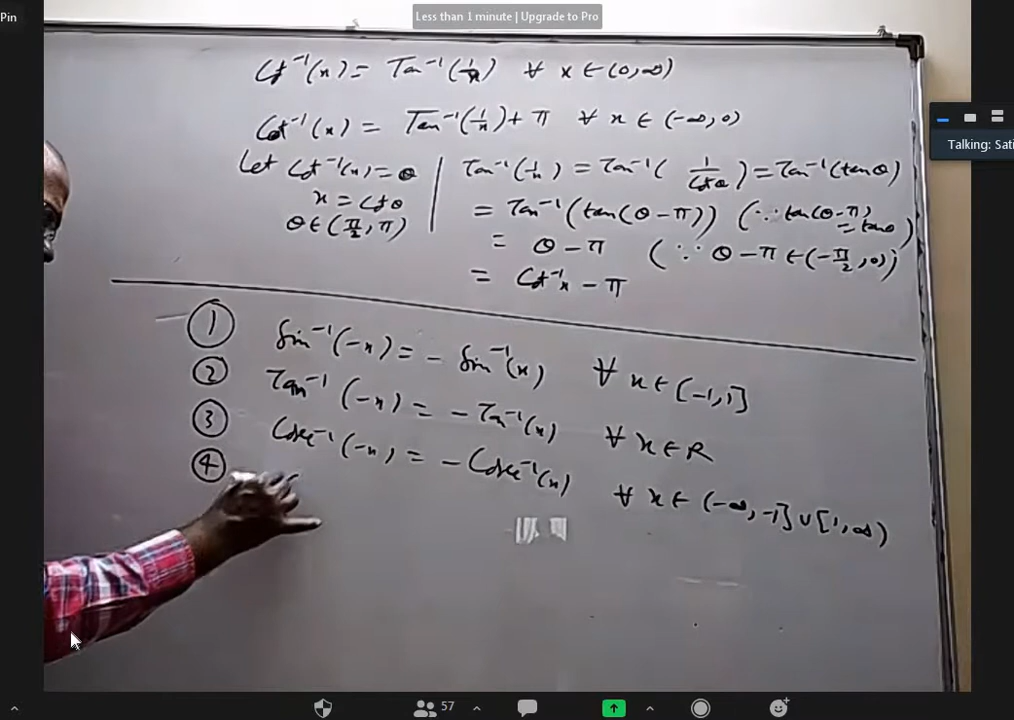 Less than 1 minute | Upgrade to Pro
Pin
Cot⁻¹(x) = Tan⁻¹(1/x) ∀ x ∈ (0, ∞)
Cot⁻¹(x) = Tan⁻¹(1/x) + π ∀ x ∈ (-∞, 0)
Talking: Sati
Let Cot⁻¹(x) = θ
x = Cotθ
θ ∈ (π/2, π)
Tan⁻¹(1/x) = Tan⁻¹(1/Cotθ) = Tan⁻¹(tanθ)
= Tan⁻¹(tan(θ-π)) (∵ tan(θ-π) = tanθ)
= θ - π (∵ θ-π ∈ (-π/2, 0))
= Cot⁻¹x - π
① Sin⁻¹(-x) = - Sin⁻¹(x) ∀ x ∈ [-1, 1]
② Tan⁻¹(-x) = - Tan⁻¹(x) ∀ x ∈ R
③ Cosec⁻¹(-x) = - Cosec⁻¹(x) ∀ x ∈ (-∞, -1] ∪ [1, ∞)
④
57